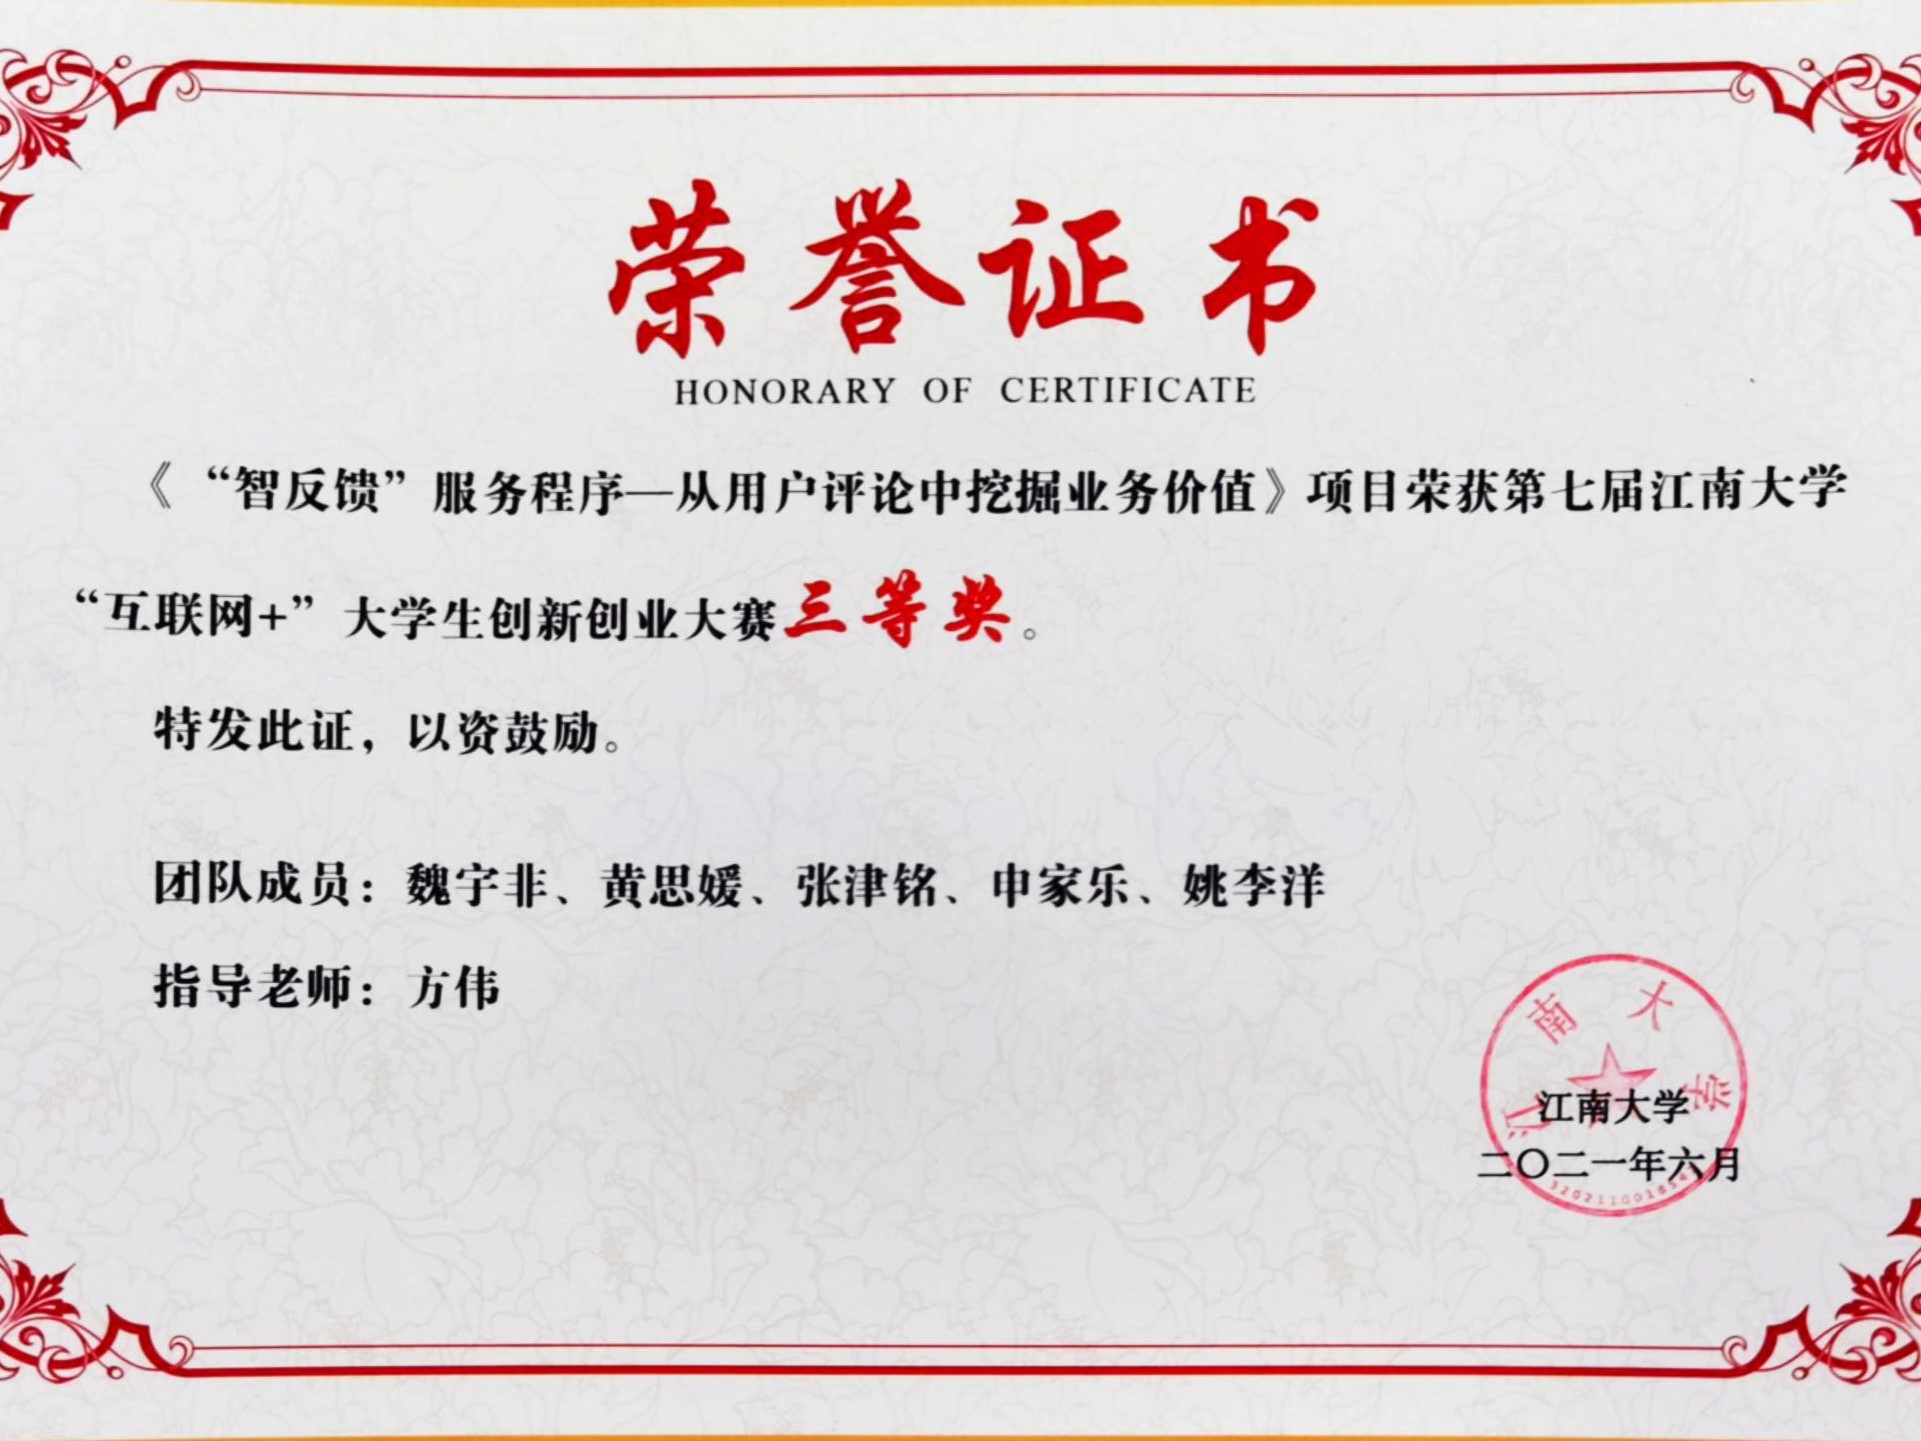 荣誉证书
HONORARY OF CERTIFICATE
《“智反馈”服务程序—从用户评论中挖掘业务价值》项目荣获第七届江南大学
“互联网+”大学生创新创业大赛三等奖。
特发此证，以资鼓励。
团队成员：魏宇非、黄思媛、张津铭、申家乐、姚李洋
指导老师：方伟
江南大学
江南大学
二〇二一年六月